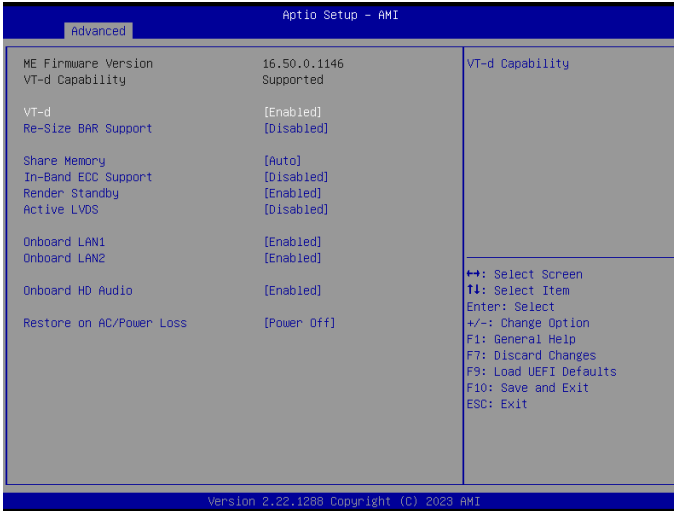 Aptio Setup – AMI
Advanced
ME Firmware Version 16.50.0.1146
VT-d Capability Supported
VT-d [Enabled]
Re-Size BAR Support [Disabled]
Share Memory [Auto]
In-Band ECC Support [Disabled]
Render Standby [Enabled]
Active LVDS [Disabled]
Onboard LAN1 [Enabled]
Onboard LAN2 [Enabled]
Onboard HD Audio [Enabled]
Restore on AC/Power Loss [Power Off]
VT-d Capability
↔: Select Screen
↑↓: Select Item
Enter: Select
+/-: Change Option
F1: General Help
F7: Discard Changes
F9: Load UEFI Defaults
F10: Save and Exit
ESC: Exit
Version 2.22.1288 Copyright (C) 2023 AMI